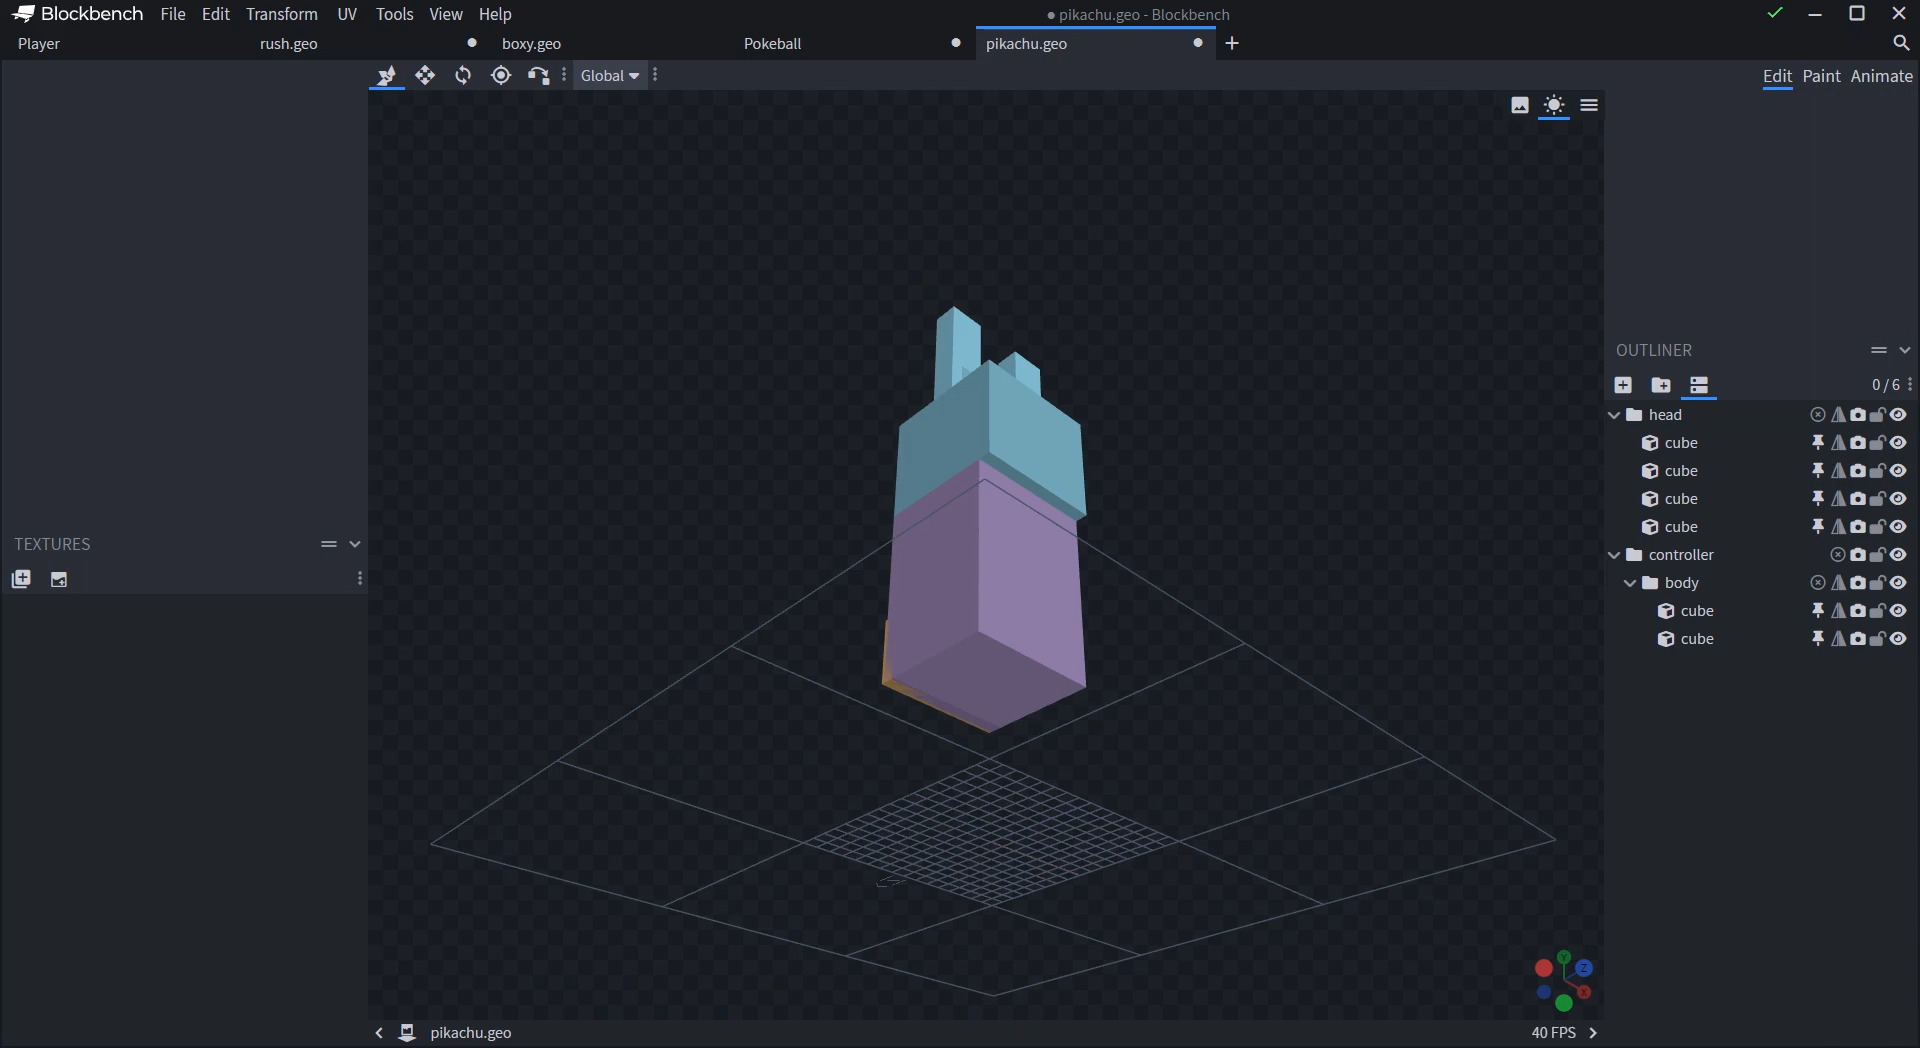 Blockbench File Edit Transform UV Tools View Help
● pikachu.geo - Blockbench
Player rush.geo boxy.geo Pokeball pikachu.geo
Global
Edit Paint Animate
OUTLINER
0 / 6
head
cube
cube
cube
cube
controller
body
cube
cube
TEXTURES
Y
Z
X
pikachu.geo
40 FPS